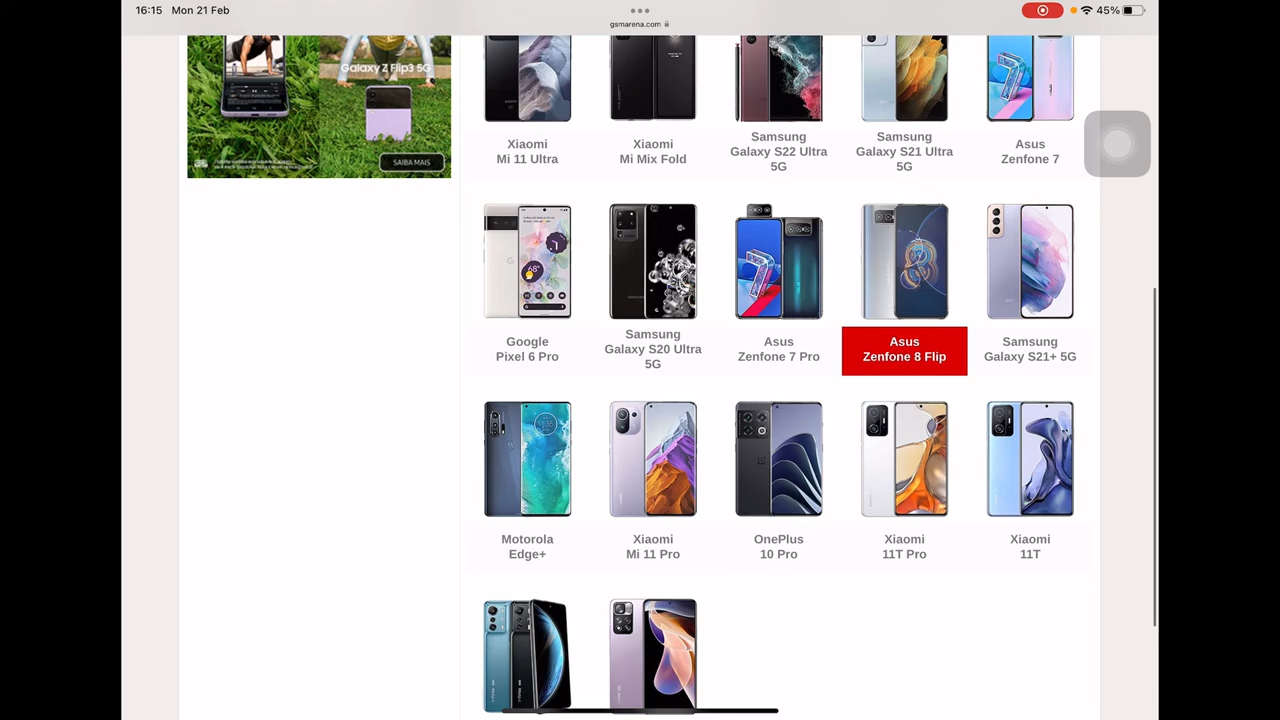 16:15 Mon 21 Feb
45%
gsmarena.com
Galaxy Z Flip3 5G
SAIBA MAIS
Xiaomi
Mi 11 Ultra
Xiaomi
Mi Mix Fold
Samsung
Galaxy S22 Ultra
5G
Samsung
Galaxy S21 Ultra
5G
Asus
Zenfone 7
Google
Pixel 6 Pro
Samsung
Galaxy S20 Ultra
5G
Asus
Zenfone 7 Pro
Asus
Zenfone 8 Flip
Samsung
Galaxy S21+ 5G
Motorola
Edge+
Xiaomi
Mi 11 Pro
OnePlus
10 Pro
Xiaomi
11T Pro
Xiaomi
11T